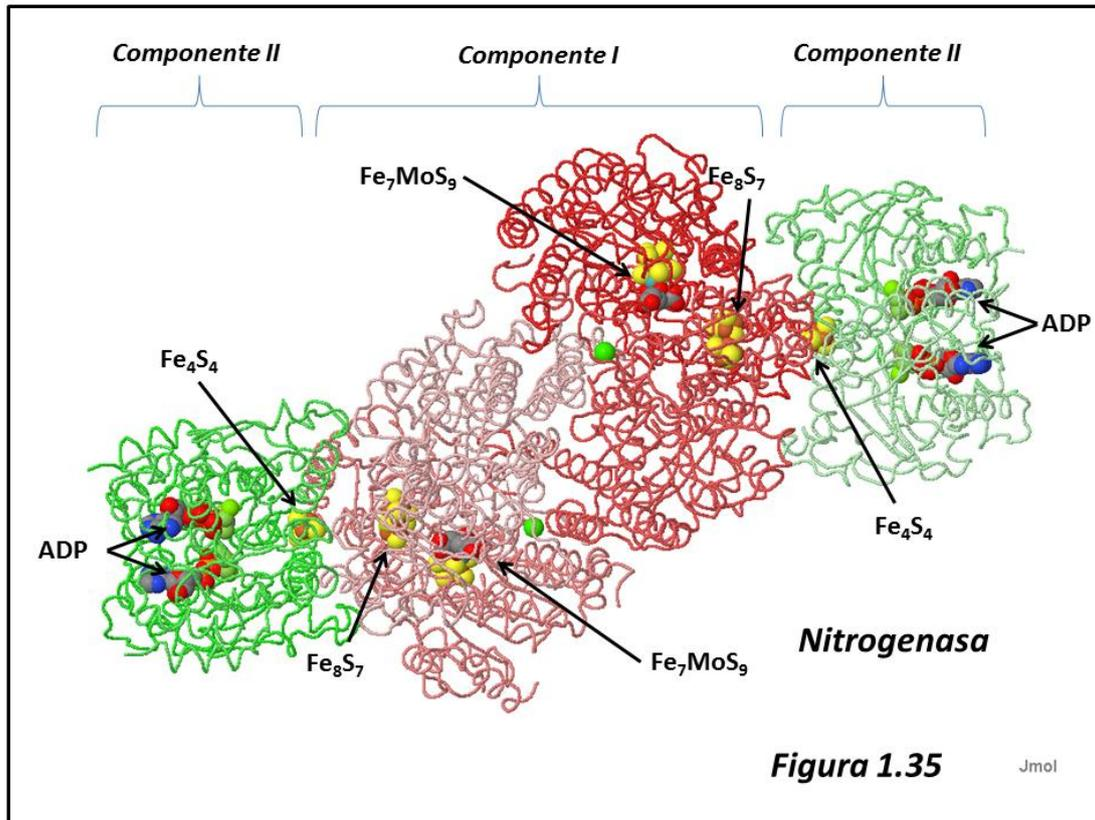 Componente II
Componente I
Componente II
Fe₇MoS₉
Fe₈S₇
ADP
Fe₄S₄
Fe₄S₄
ADP
Fe₈S₇
Fe₇MoS₉
Nitrogenasa
Figura 1.35
Jmol